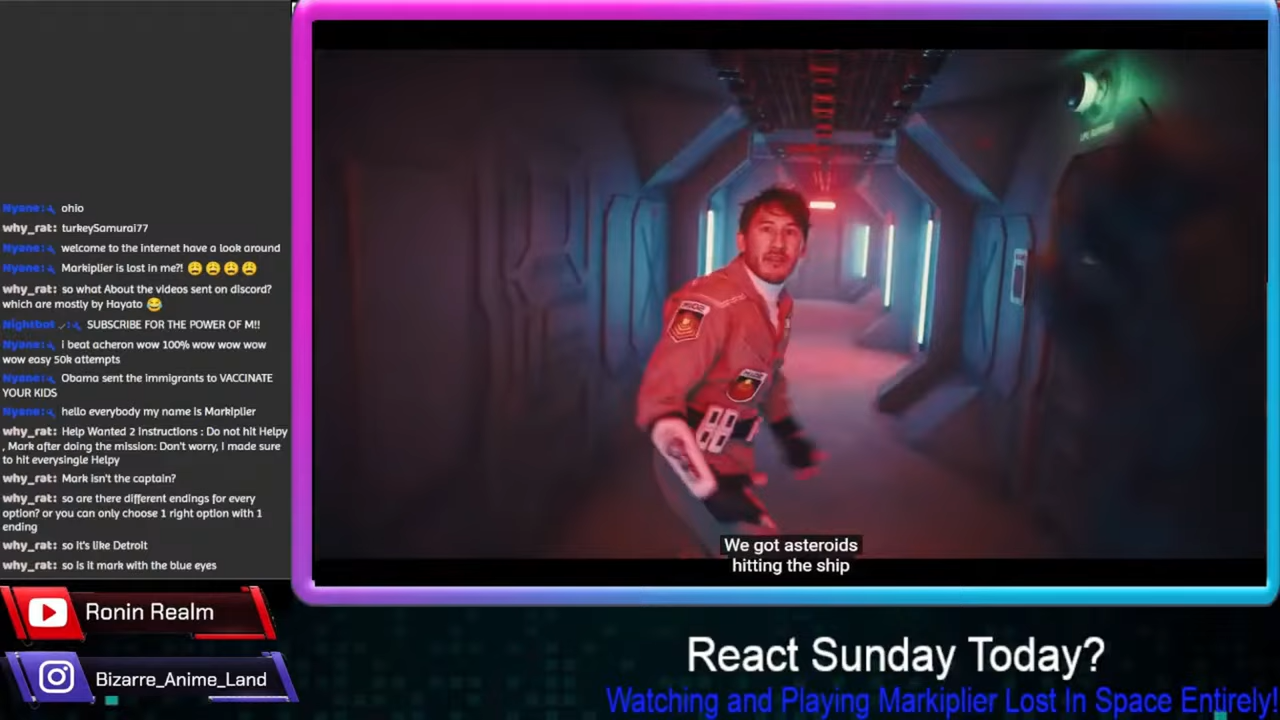 Nyane: ohio
why_rat: turkeySamurai77
Nyane: welcome to the internet have a look around
Nyane: Markiplier is lost in me?! 😩😩😩😩
why_rat: so what About the videos sent on discord?
which are mostly by Hayato 😂
Nightbot: SUBSCRIBE FOR THE POWER OF M!!
Nyane: i beat acheron wow 100% wow wow wow
wow easy 50k attempts
Nyane: Obama sent the immigrants to VACCINATE
YOUR KIDS
Nyane: hello everybody my name is Markiplier
why_rat: Help Wanted 2 Instructions : Do not hit Helpy
, Mark after doing the mission: Don't worry, I made sure
to hit everysingle Helpy
why_rat: Mark isn't the captain?
why_rat: so are there different endings for every
option? or you can only choose 1 right option with 1
ending
why_rat: so it's like Detroit
why_rat: so is it mark with the blue eyes
We got asteroids
hitting the ship
Ronin Realm
Bizarre_Anime_Land
React Sunday Today?
Watching and Playing Markiplier Lost In Space Entirely!